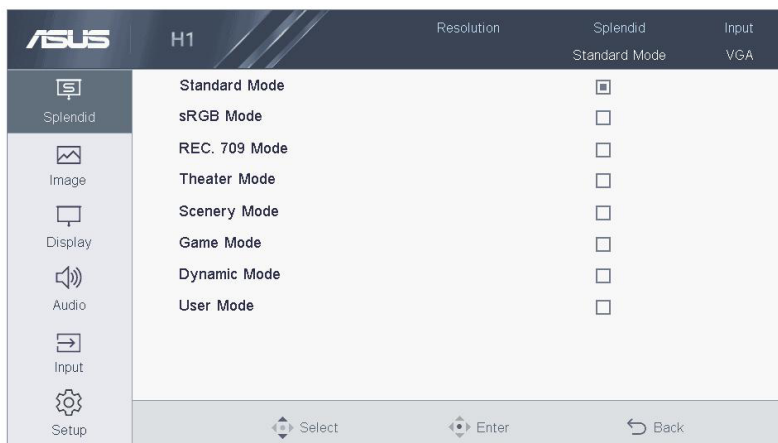 ASUS
H1
Resolution
Splendid
Input
Standard Mode
VGA
Splendid
Image
Display
Audio
Input
Setup
Standard Mode
sRGB Mode
REC. 709 Mode
Theater Mode
Scenery Mode
Game Mode
Dynamic Mode
User Mode
Select
Enter
Back